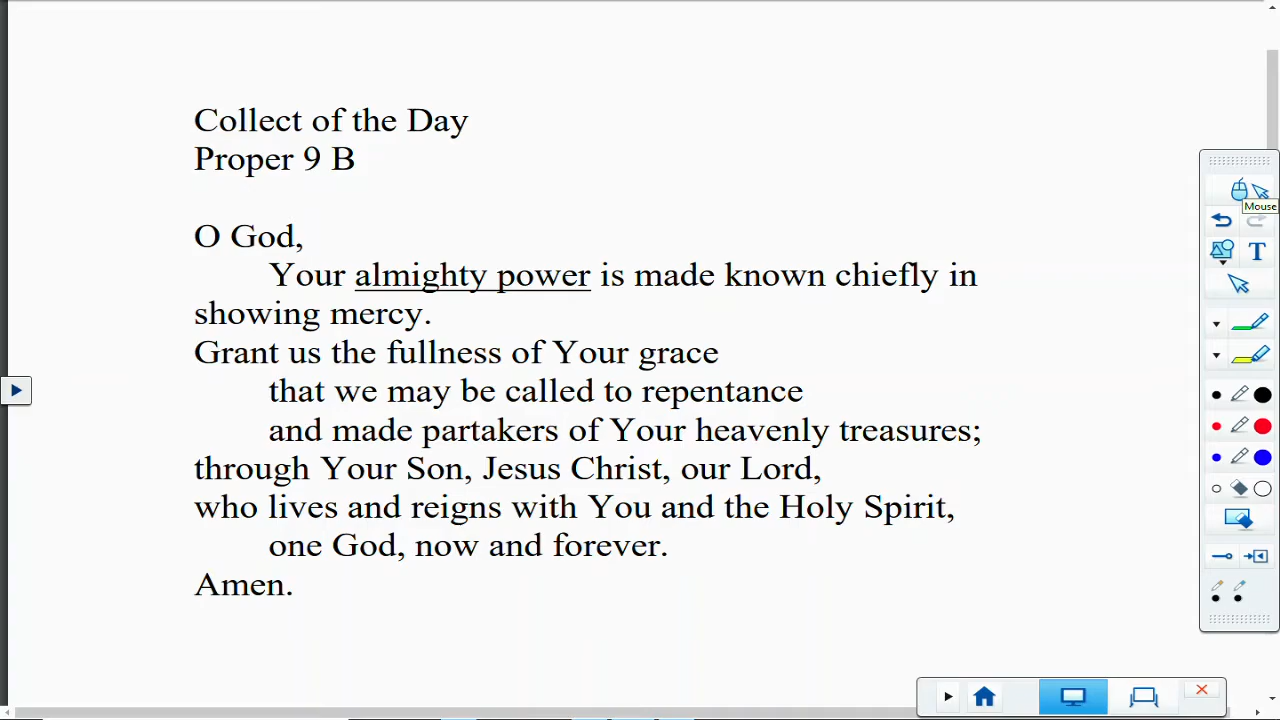 Collect of the Day
Proper 9 B
O God,
Your almighty power is made known chiefly in
showing mercy.
Grant us the fullness of Your grace
that we may be called to repentance
and made partakers of Your heavenly treasures;
through Your Son, Jesus Christ, our Lord,
who lives and reigns with You and the Holy Spirit,
one God, now and forever.
Amen.
Mouse
T